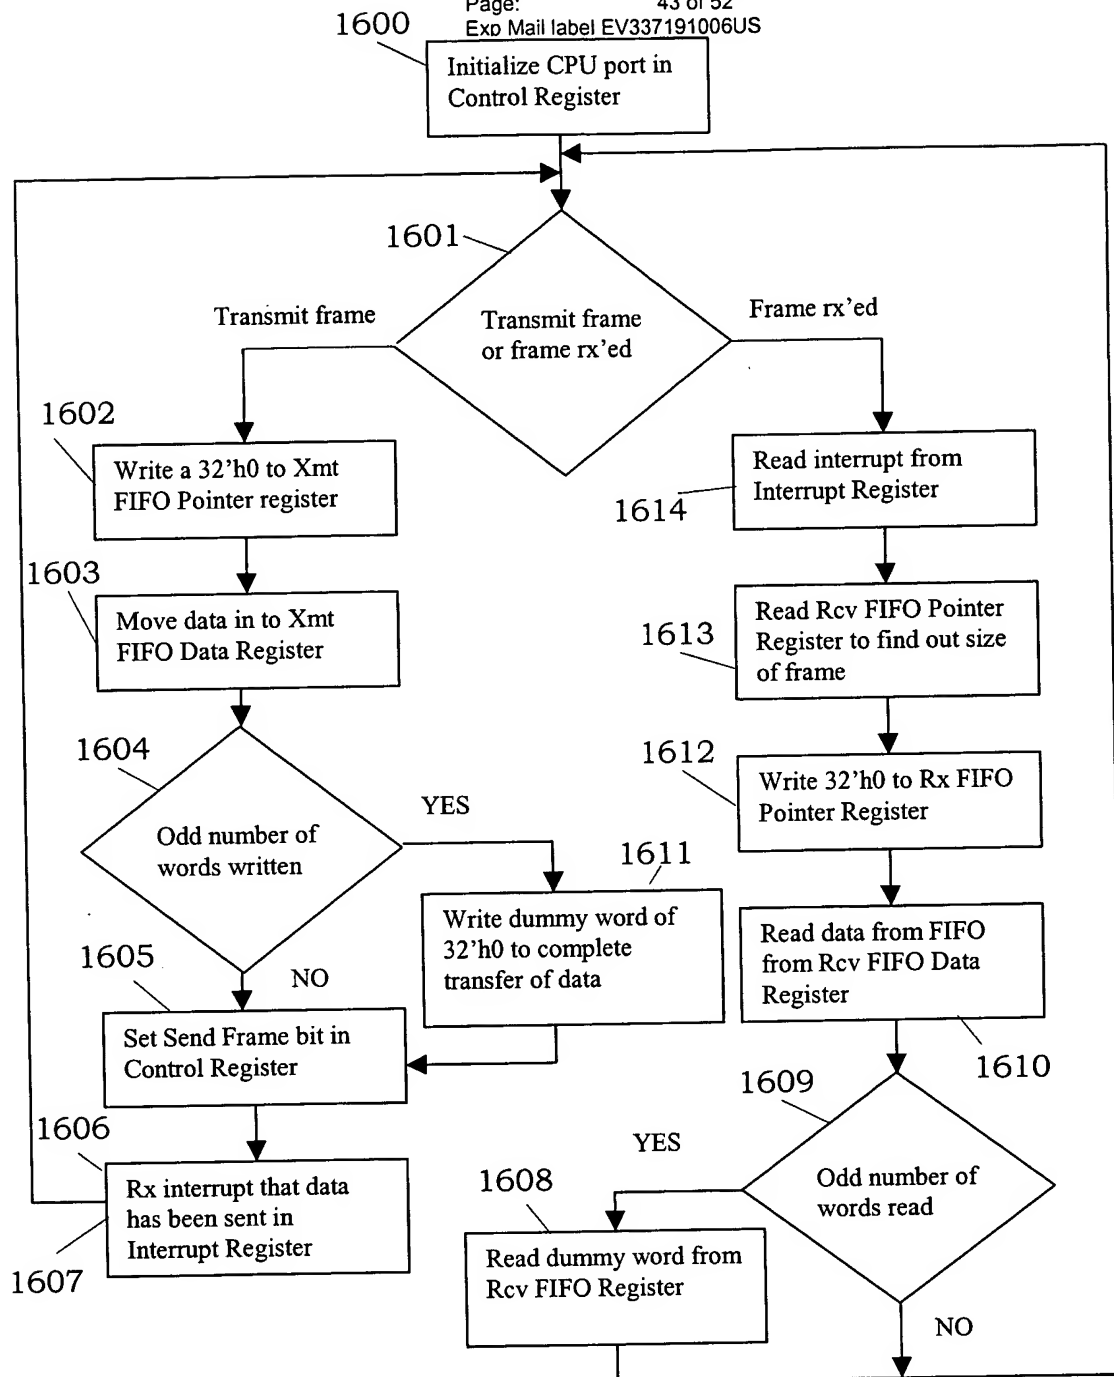 Page: 43 of 52
Exp Mail label EV337191006US
1600
Initialize CPU port in
Control Register
1601
Transmit frame
Transmit frame
or frame rx'ed
Frame rx'ed
1602
Write a 32'h0 to Xmt
FIFO Pointer register
Read interrupt from
Interrupt Register
1614
1603
Move data in to Xmt
FIFO Data Register
Read Rcv FIFO Pointer
Register to find out size
of frame
1613
1604
Odd number of
words written
YES
1612
Write 32'h0 to Rx FIFO
Pointer Register
1611
Write dummy word of
32'h0 to complete
transfer of data
Read data from FIFO
from Rcv FIFO Data
Register
1610
1605
NO
Set Send Frame bit in
Control Register
1609
Odd number of
words read
YES
1606
Rx interrupt that data
has been sent in
Interrupt Register
1607
1608
Read dummy word from
Rcv FIFO Register
NO